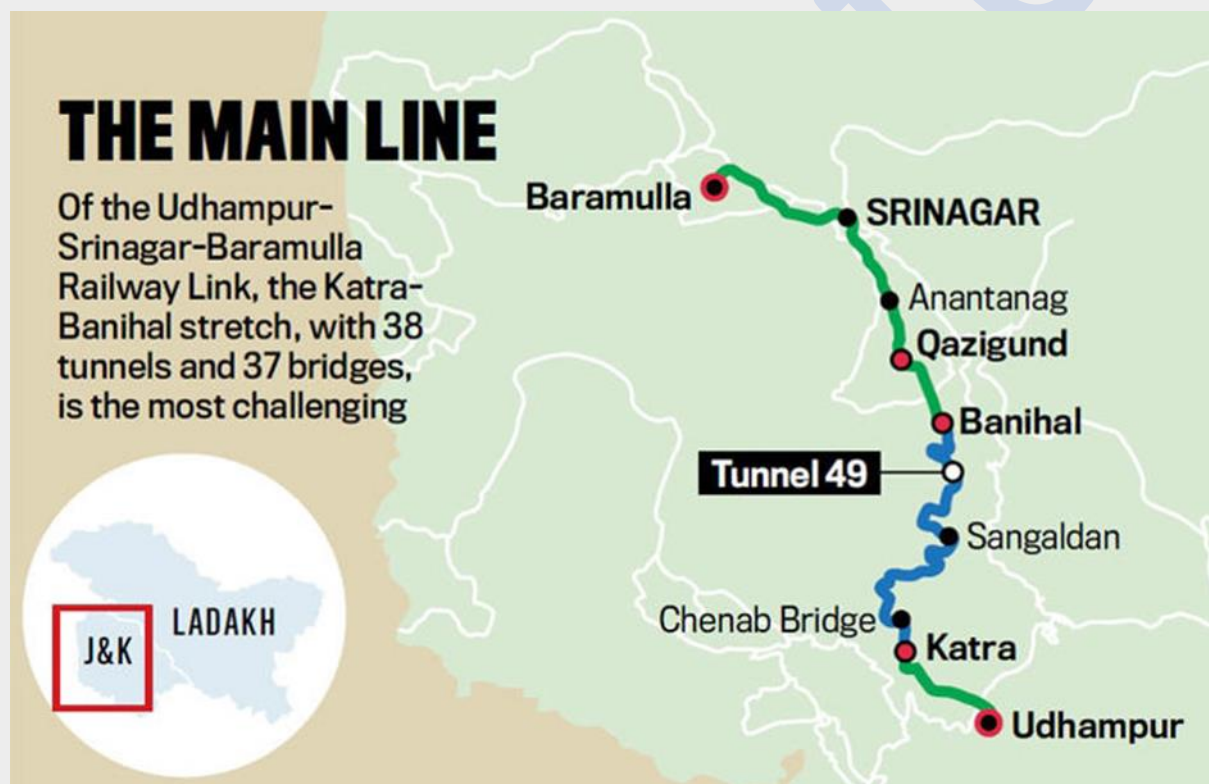 THE MAIN LINE
Of the Udhampur-
Srinagar-Baramulla
Railway Link, the Katra-
Banihal stretch, with 38
tunnels and 37 bridges,
is the most challenging
Baramulla
SRINAGAR
Anantanag
Qazigund
Banihal
Tunnel 49
Sangaldan
Chenab Bridge
Katra
Udhampur
LADAKH
J&K